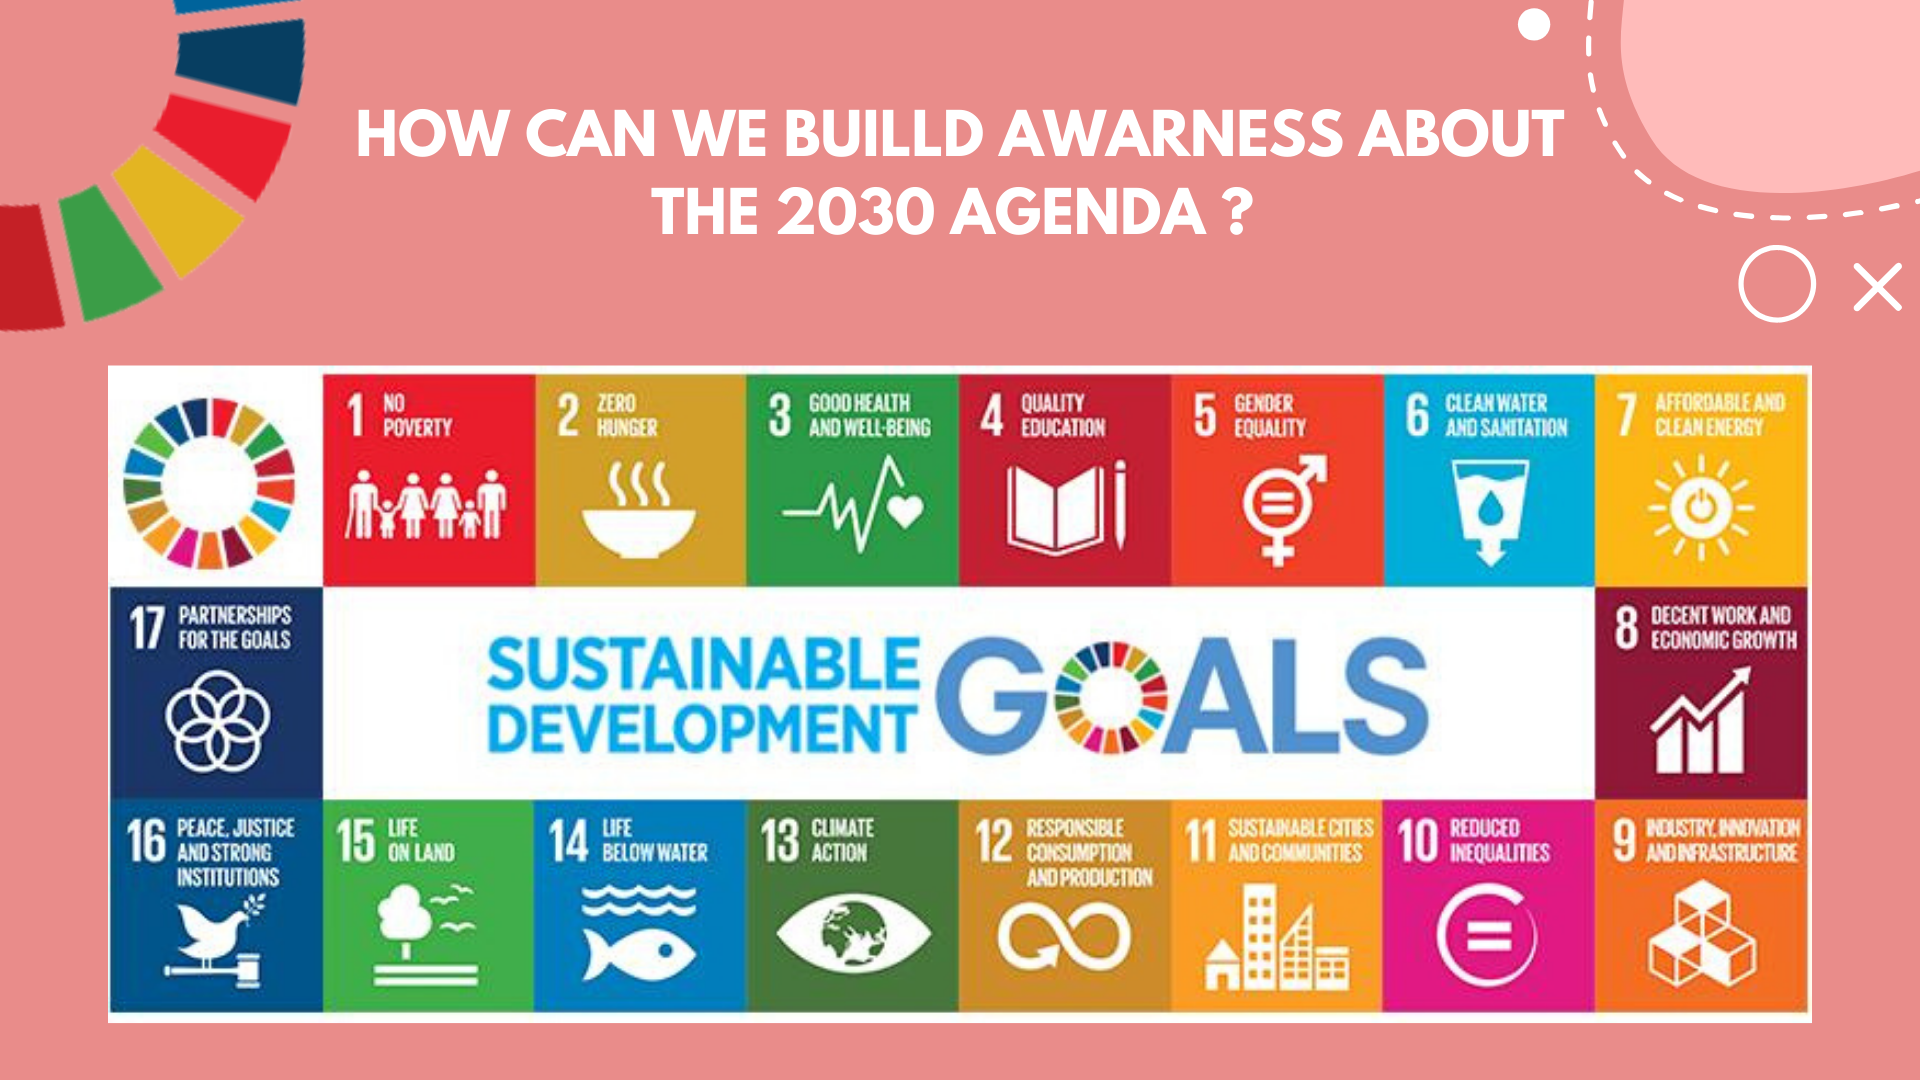 HOW CAN WE BUILLD AWARNESS ABOUT
THE 2030 AGENDA ?
1 NO
POVERTY
2 ZERO
HUNGER
3 GOOD HEALTH
AND WELL-BEING
4 QUALITY
EDUCATION
5 GENDER
EQUALITY
6 CLEAN WATER
AND SANITATION
7 AFFORDABLE AND
CLEAN ENERGY
17 PARTNERSHIPS
FOR THE GOALS
SUSTAINABLE
DEVELOPMENT
GOALS
8 DECENT WORK AND
ECONOMIC GROWTH
16 PEACE, JUSTICE
AND STRONG
INSTITUTIONS
15 LIFE
ON LAND
14 LIFE
BELOW WATER
13 CLIMATE
ACTION
12 RESPONSIBLE
CONSUMPTION
AND PRODUCTION
11 SUSTAINABLE CITIES
AND COMMUNITIES
10 REDUCED
INEQUALITIES
9 INDUSTRY, INNOVATION
AND INFRASTRUCTURE